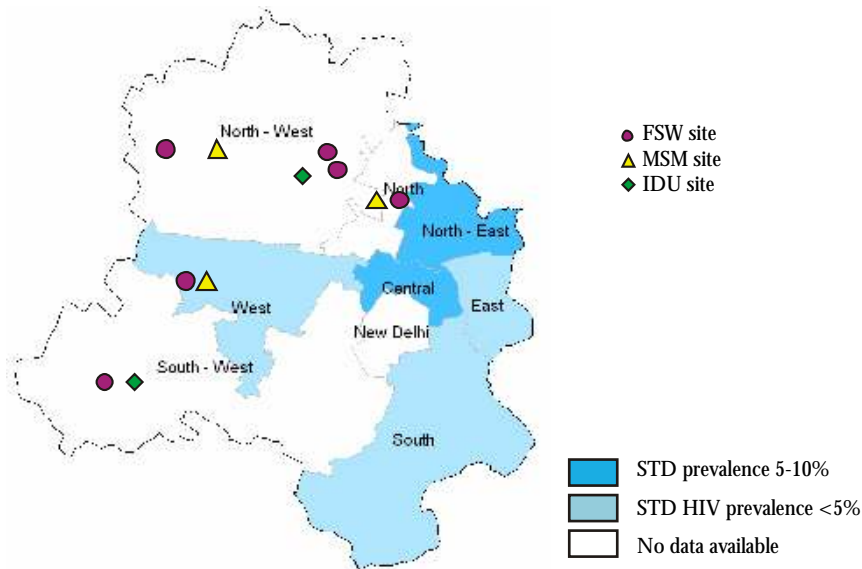 North - West
North
North - East
West
Central
East
New Delhi
South - West
South
FSW site
MSM site
IDU site
STD prevalence 5-10%
STD HIV prevalence <5%
No data available